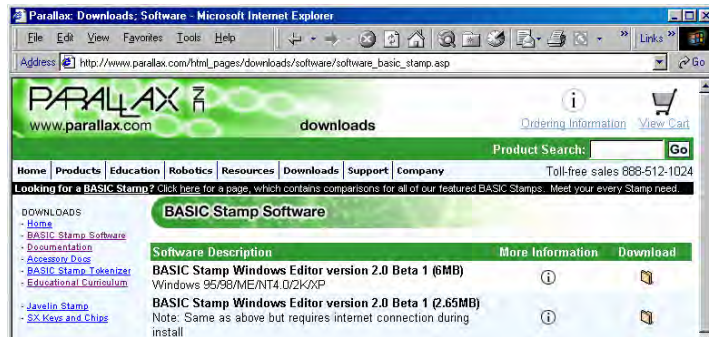 Parallax: Downloads; Software - Microsoft Internet Explorer
File Edit View Favorites Tools Help Links »
Address http://www.parallax.com/html_pages/downloads/software/software_basic_stamp.asp Go
PARALLAX
www.parallax.com downloads Ordering Information View Cart
Product Search: Go
Home Products Education Robotics Resources Downloads Support Company Toll-free sales 888-512-1024
Looking for a BASIC Stamp? Click here for a page, which contains comparisons for all of our featured BASIC Stamps. Meet your every Stamp need.
DOWNLOADS
- Home
- BASIC Stamp Software
- Documentation
- Accessory Docs
- BASIC Stamp Tokenizer
- Educational Curriculum
- Javelin Stamp
- SX Keys and Chips
BASIC Stamp Software
Software Description More Information Download
BASIC Stamp Windows Editor version 2.0 Beta 1 (6MB)
Windows 95/98/ME/NT4.0/2K/XP
BASIC Stamp Windows Editor version 2.0 Beta 1 (2.65MB)
Note: Same as above but requires internet connection during
install